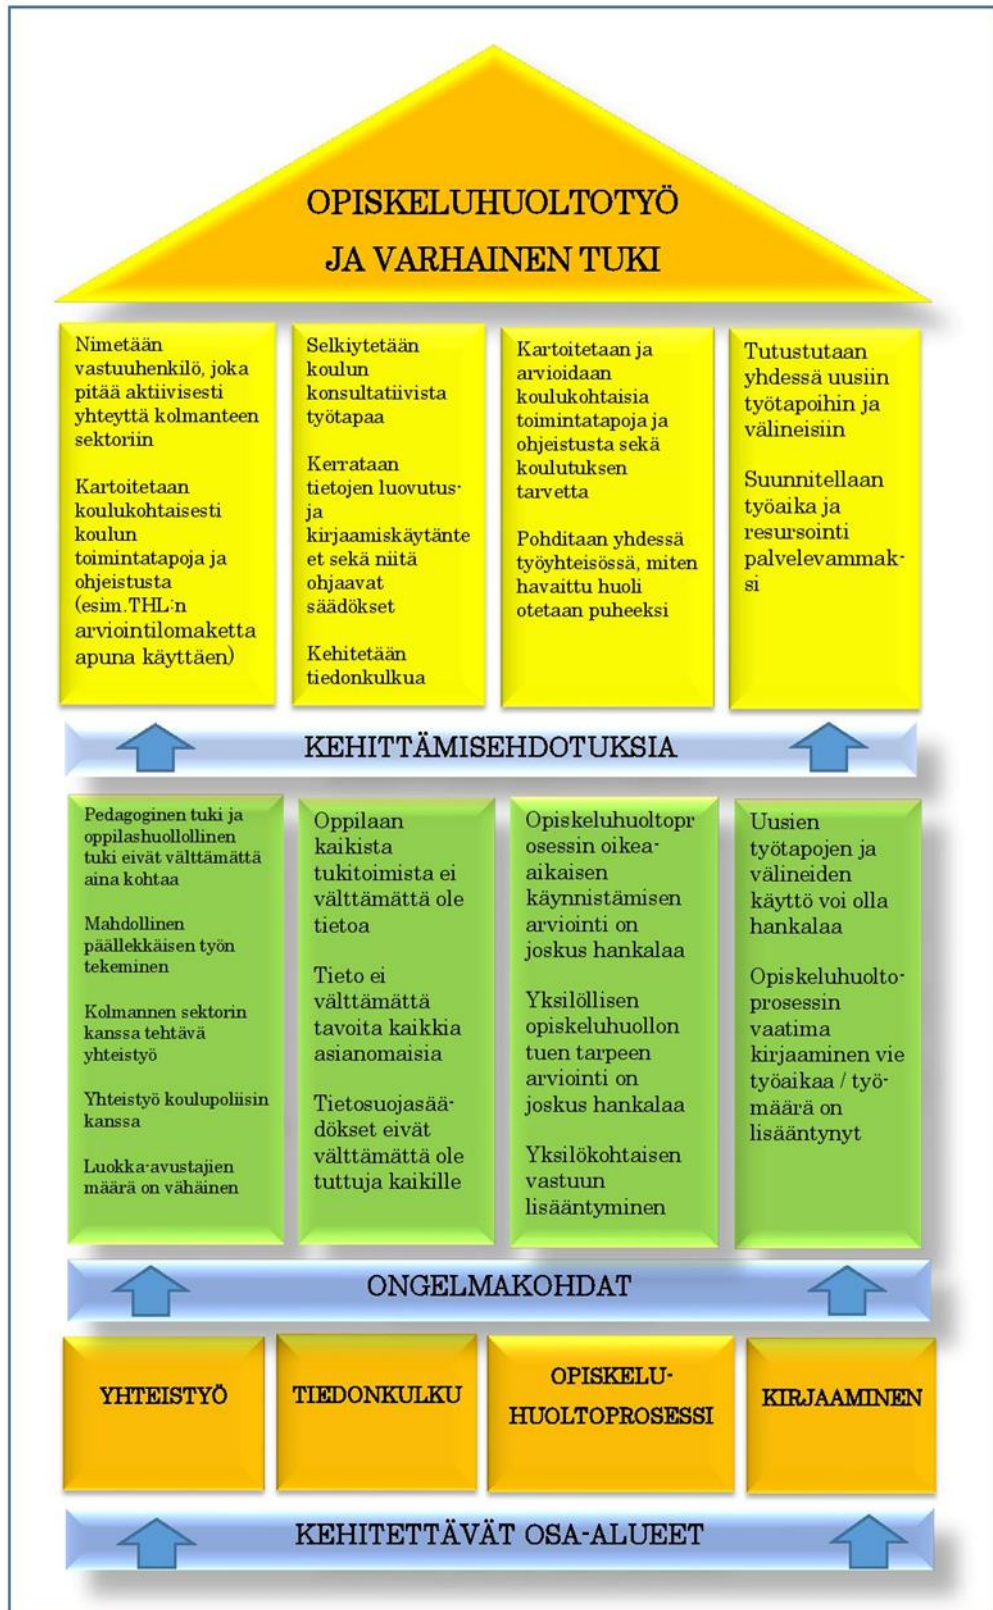 OPISKELUHUOLTOTYÖ
JA VARHAINEN TUKI
Nimetään
vastuuhenkilö, joka
pitää aktiivisesti
yhteyttä kolmanteen
sektoriin
Kartoitetaan
koulukohtaisesti
koulun
toimintatapoja ja
ohjeistusta
(esim.THL:n
arviointilomaketta
apuna käyttäen)
Selkiytetään
koulun
konsultatiivista
työtapaa
Kerrataan
tietojen luovutus-
ja
kirjaamiskäytänte
et sekä niitä
ohjaavat
säädökset
Kehitetään
tiedonkulkua
Kartoitetaan ja
arvioidaan
koulukohtaisia
toimintatapoja ja
ohjeistusta sekä
koulutuksen
tarvetta
Pohditaan yhdessä
työyhteisössä, miten
havaittu huoli
otetaan puheeksi
Tutustutaan
yhdessä uusiin
työtapoihin ja
välineisiin
Suunnitellaan
työaika ja
resursointi
palvelevammak-
si
KEHITTÄMISEHDOTUKSIA
Pedagoginen tuki ja
oppilashuollollinen
tuki eivät välttämättä
aina kohtaa
Mahdollinen
päällekkäisen työn
tekeminen
Kolmannen sektorin
kanssa tehtävä
yhteistyö
Yhteistyö koulupoliisin
kanssa
Luokka-avustajien
määrä on vähäinen
Oppilaan
kaikista
tukitoimista ei
välttämättä ole
tietoa
Tieto ei
välttämättä
tavoita kaikkia
asianomaisia
Tietosuojasää-
dökset eivät
välttämättä ole
tuttuja kaikille
Opiskeluhuoltopr
osessin oikea-
aikaisen
käynnistämisen
arviointi on
joskus hankalaa
Yksilöllisen
opiskeluhuollon
tuen tarpeen
arviointi on
joskus hankalaa
Yksilökohtaisen
vastuun
lisääntyminen
Uusien
työtapojen ja
välineiden
käyttö voi olla
hankalaa
Opiskeluhuolto-
prosessin
vaatima
kirjaaminen vie
työaikaa / työ-
määrä on
lisääntynyt
ONGELMAKOHDAT
YHTEISTYÖ
TIEDONKULKU
OPISKELU-
HUOLTOPROSESSI
KIRJAAMINEN
KEHITETTÄVÄT OSA-ALUEET